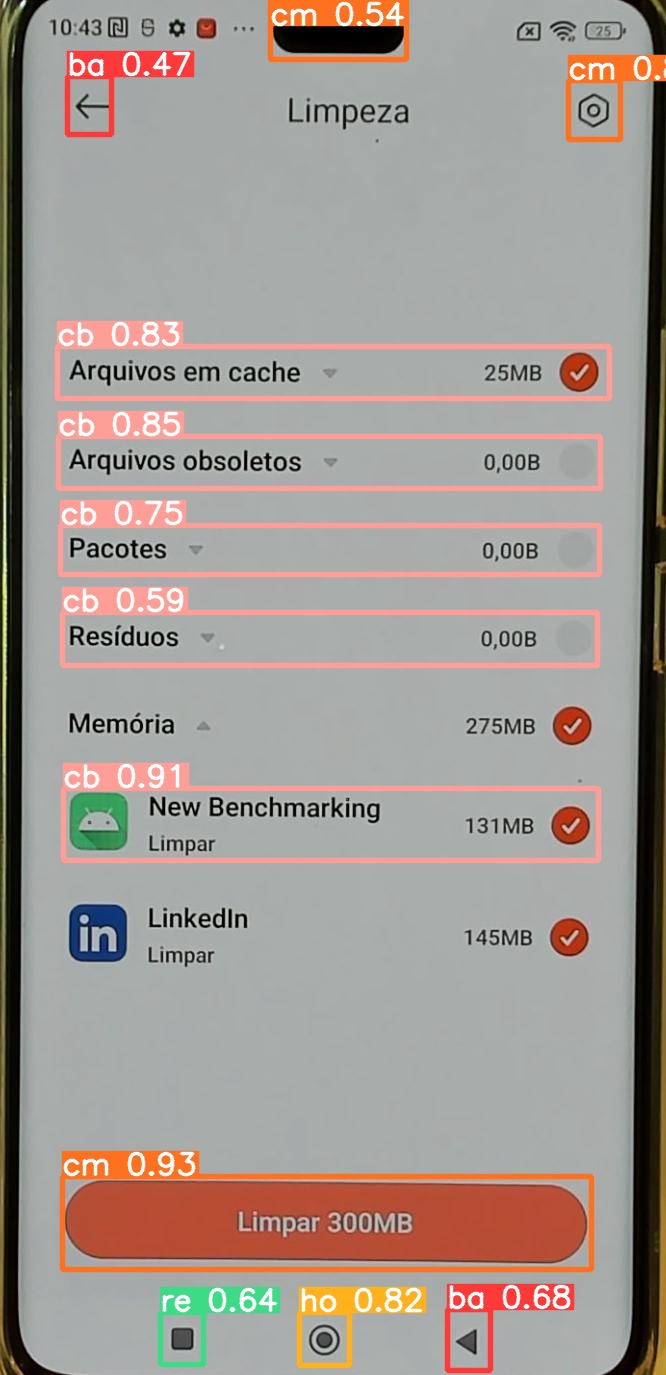 10:43
25
cm 0.54
ba 0.47
cm 0.8
Limpeza
cb 0.83
Arquivos em cache 25MB
cb 0.85
Arquivos obsoletos 0,00B
cb 0.75
Pacotes 0,00B
cb 0.59
Resíduos 0,00B
Memória 275MB
cb 0.91
New Benchmarking 131MB
Limpar
in
LinkedIn 145MB
Limpar
cm 0.93
Limpar 300MB
re 0.64 ho 0.82 ba 0.68